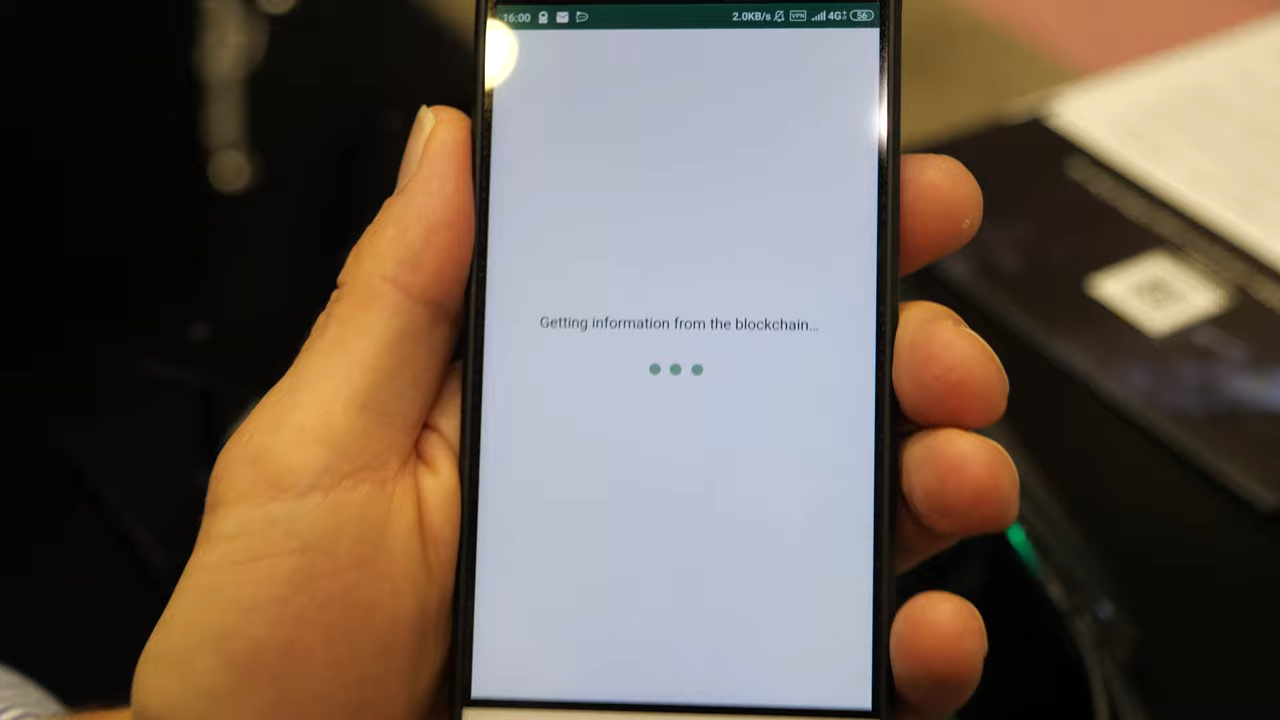 16:00 2.0KB/s VPN 4G 56
Getting information from the blockchain...